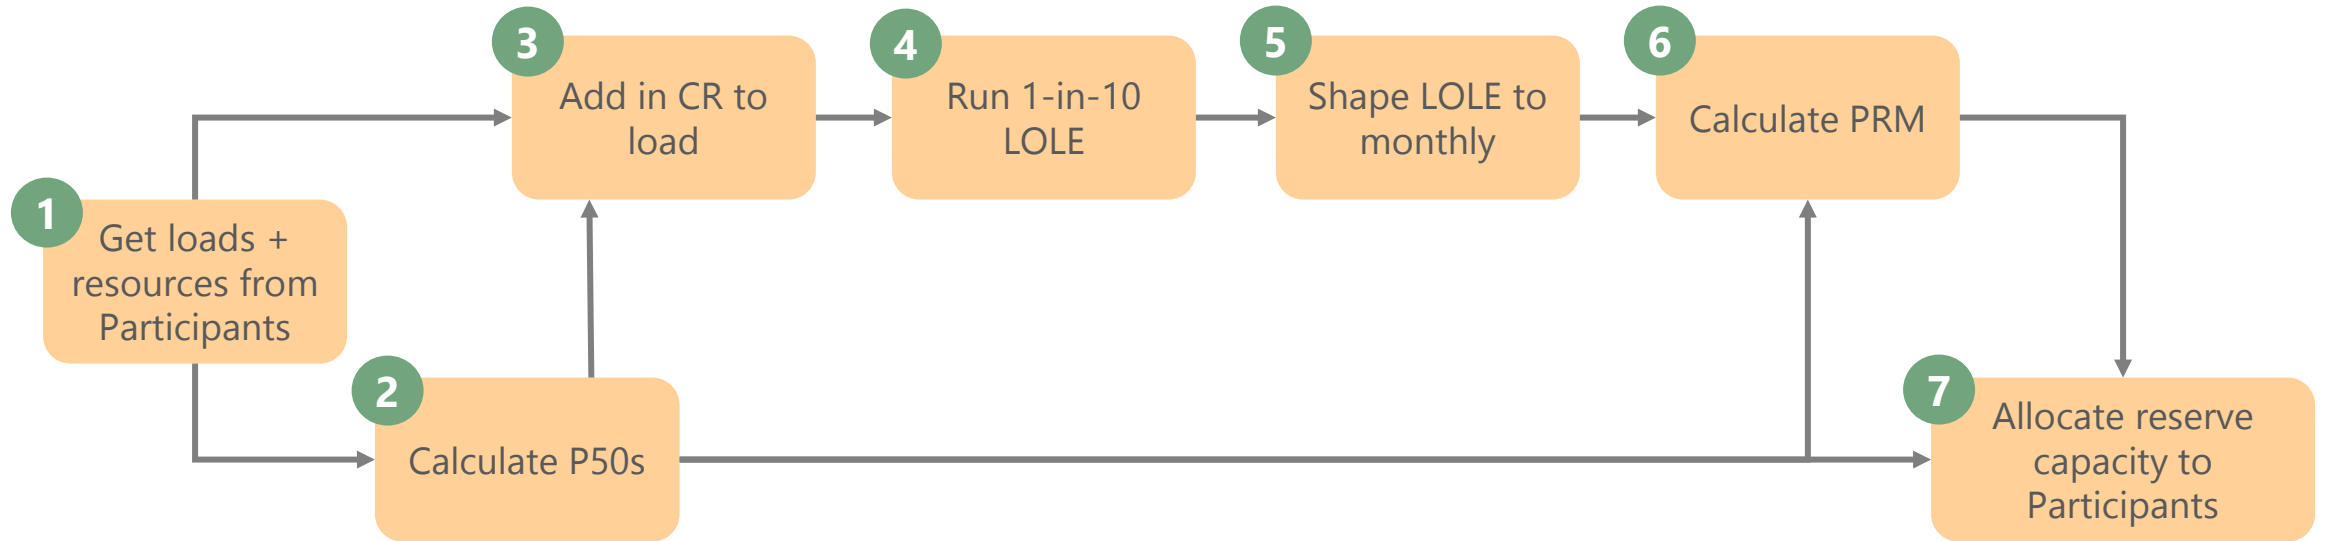 1
Get loads +
resources from
Participants
2
Calculate P50s
3
Add in CR to
load
4
Run 1-in-10
LOLE
5
Shape LOLE to
monthly
6
Calculate PRM
7
Allocate reserve
capacity to
Participants